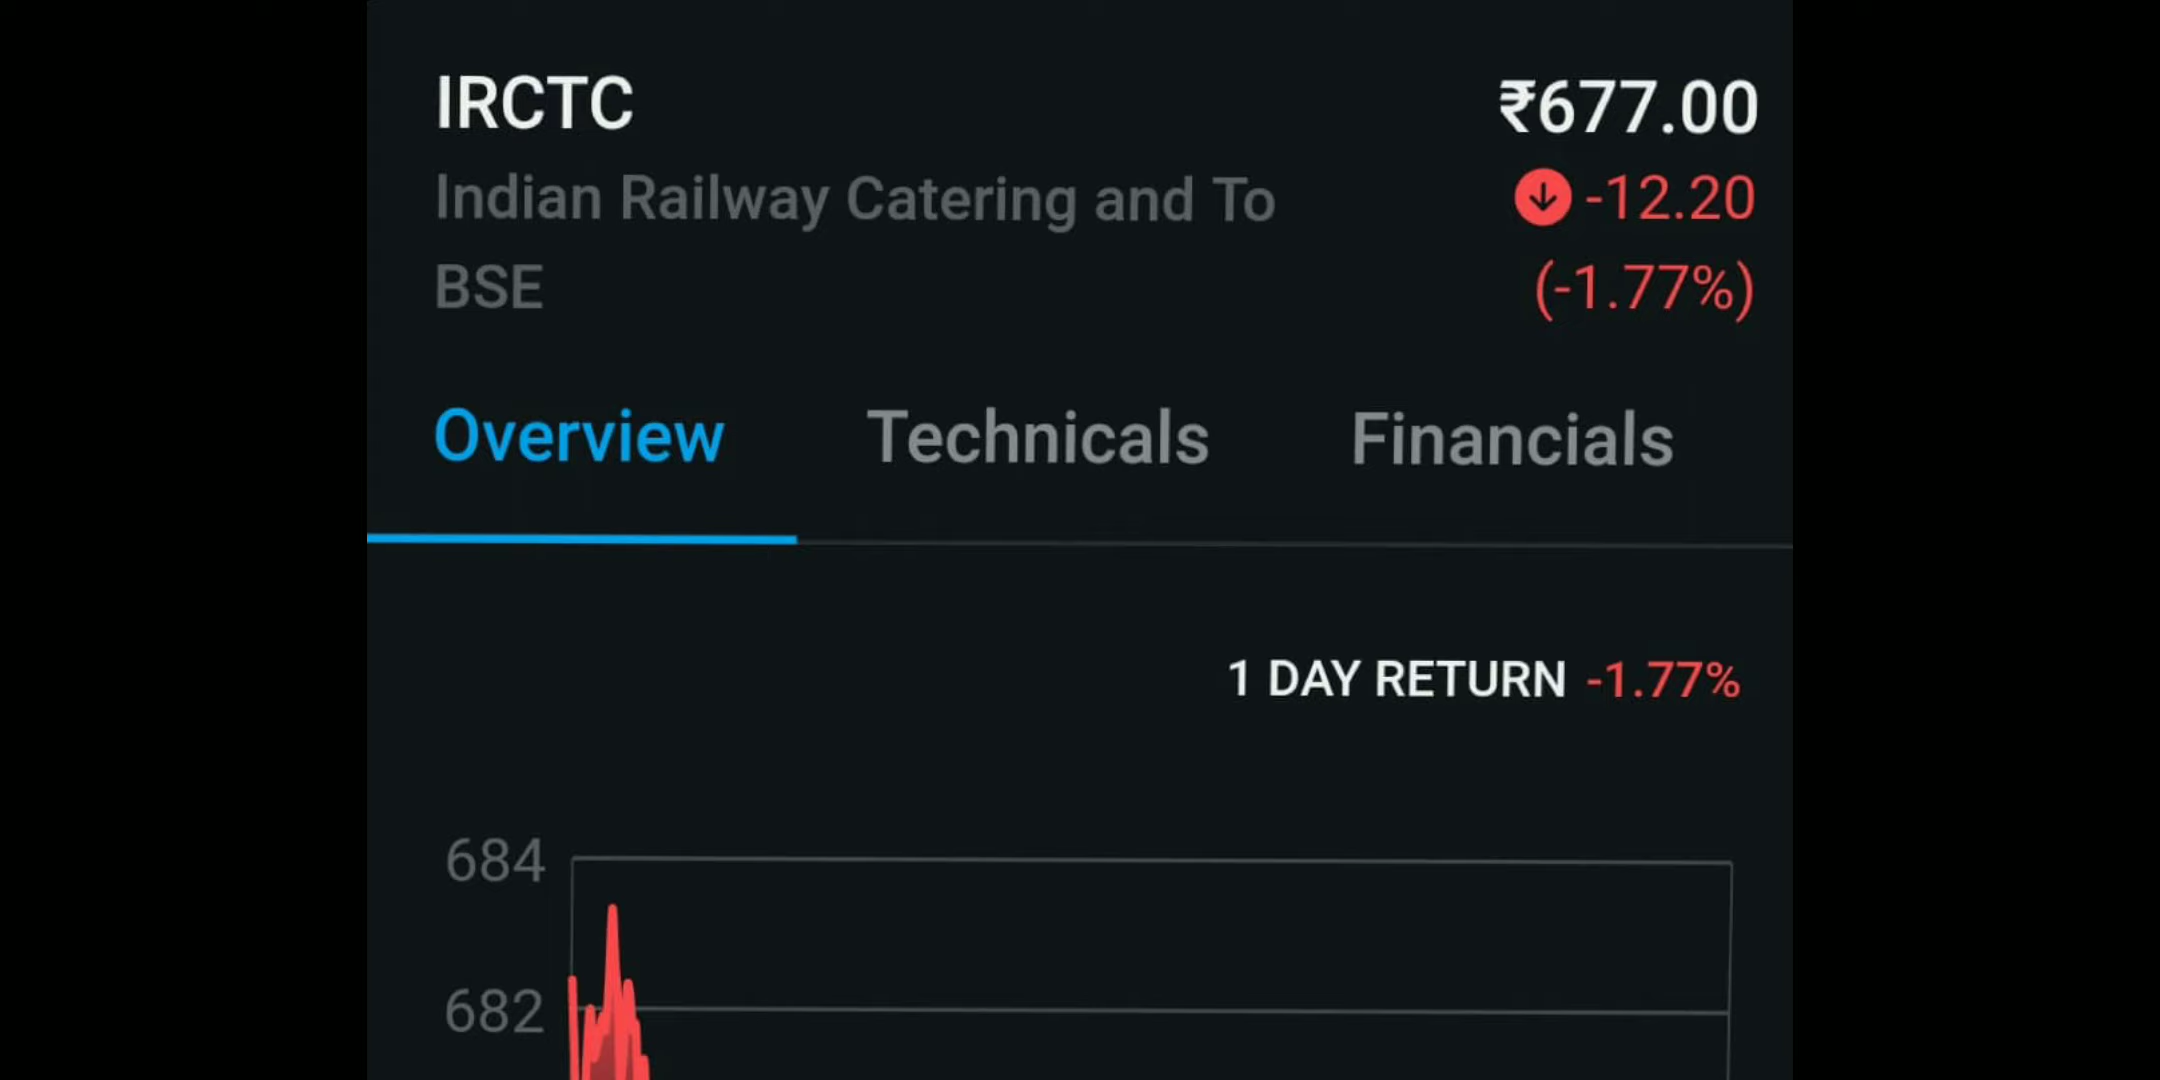 IRCTC
₹677.00
Indian Railway Catering and To
-12.20
BSE
(-1.77%)
Overview Technicals Financials
1 DAY RETURN -1.77%
684
682